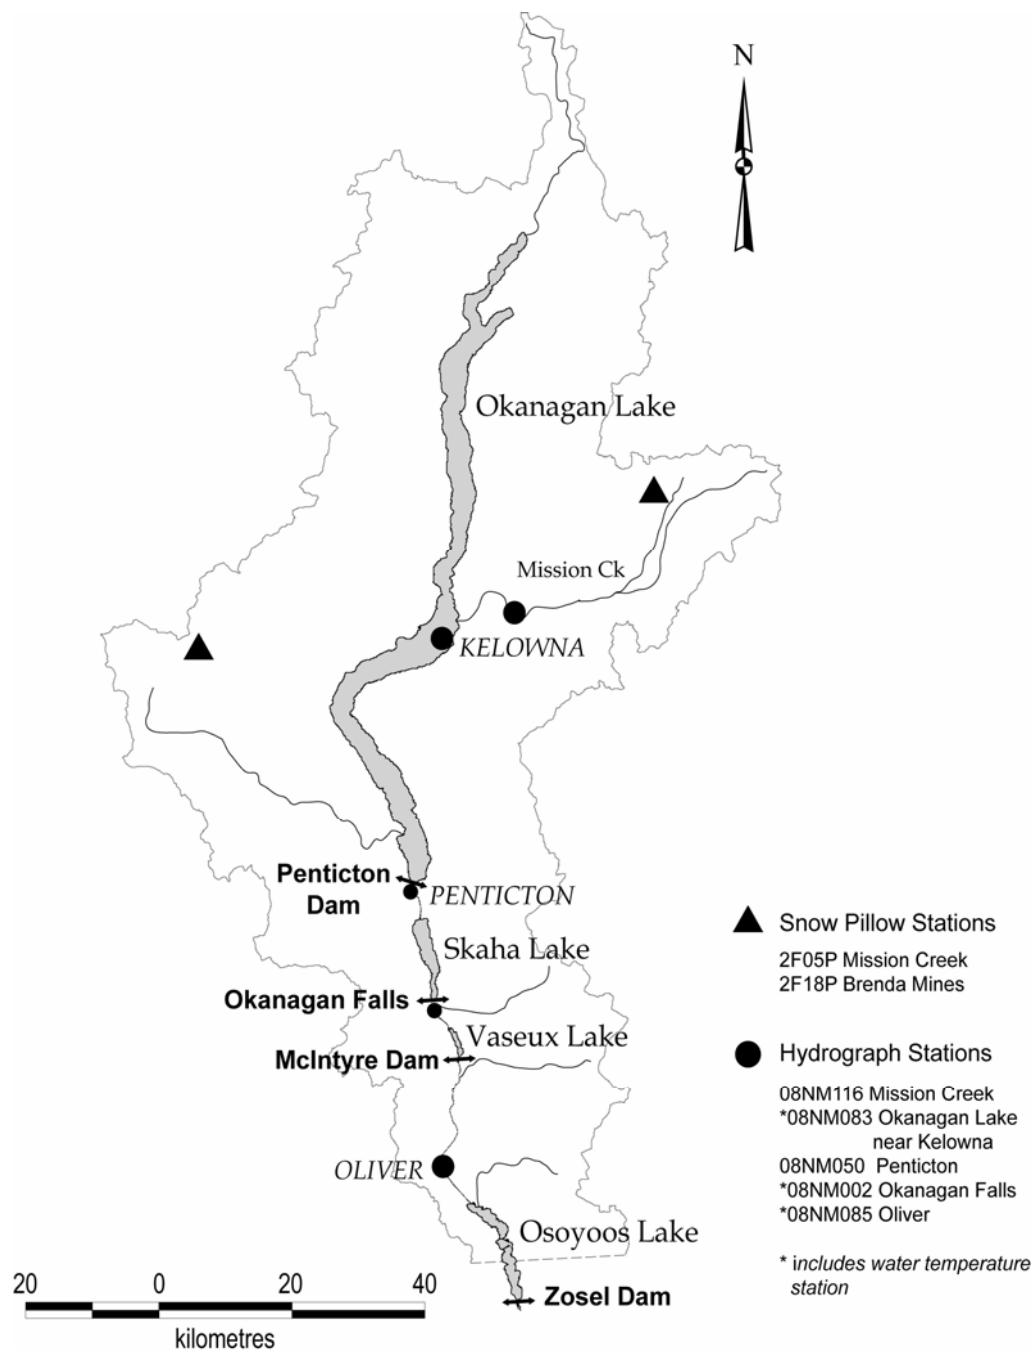 N
Okanagan Lake
Mission Ck
KELOWNA
Penticton
Dam
PENTICTON
Skaha Lake
Okanagan Falls
Vaseux Lake
McIntyre Dam
OLIVER
Osoyoos Lake
Zosel Dam
Snow Pillow Stations
2F05P Mission Creek
2F18P Brenda Mines
Hydrograph Stations
08NM116 Mission Creek
*08NM083 Okanagan Lake
near Kelowna
08NM050 Penticton
*08NM002 Okanagan Falls
*08NM085 Oliver
* includes water temperature
station
20 0 20 40
kilometres